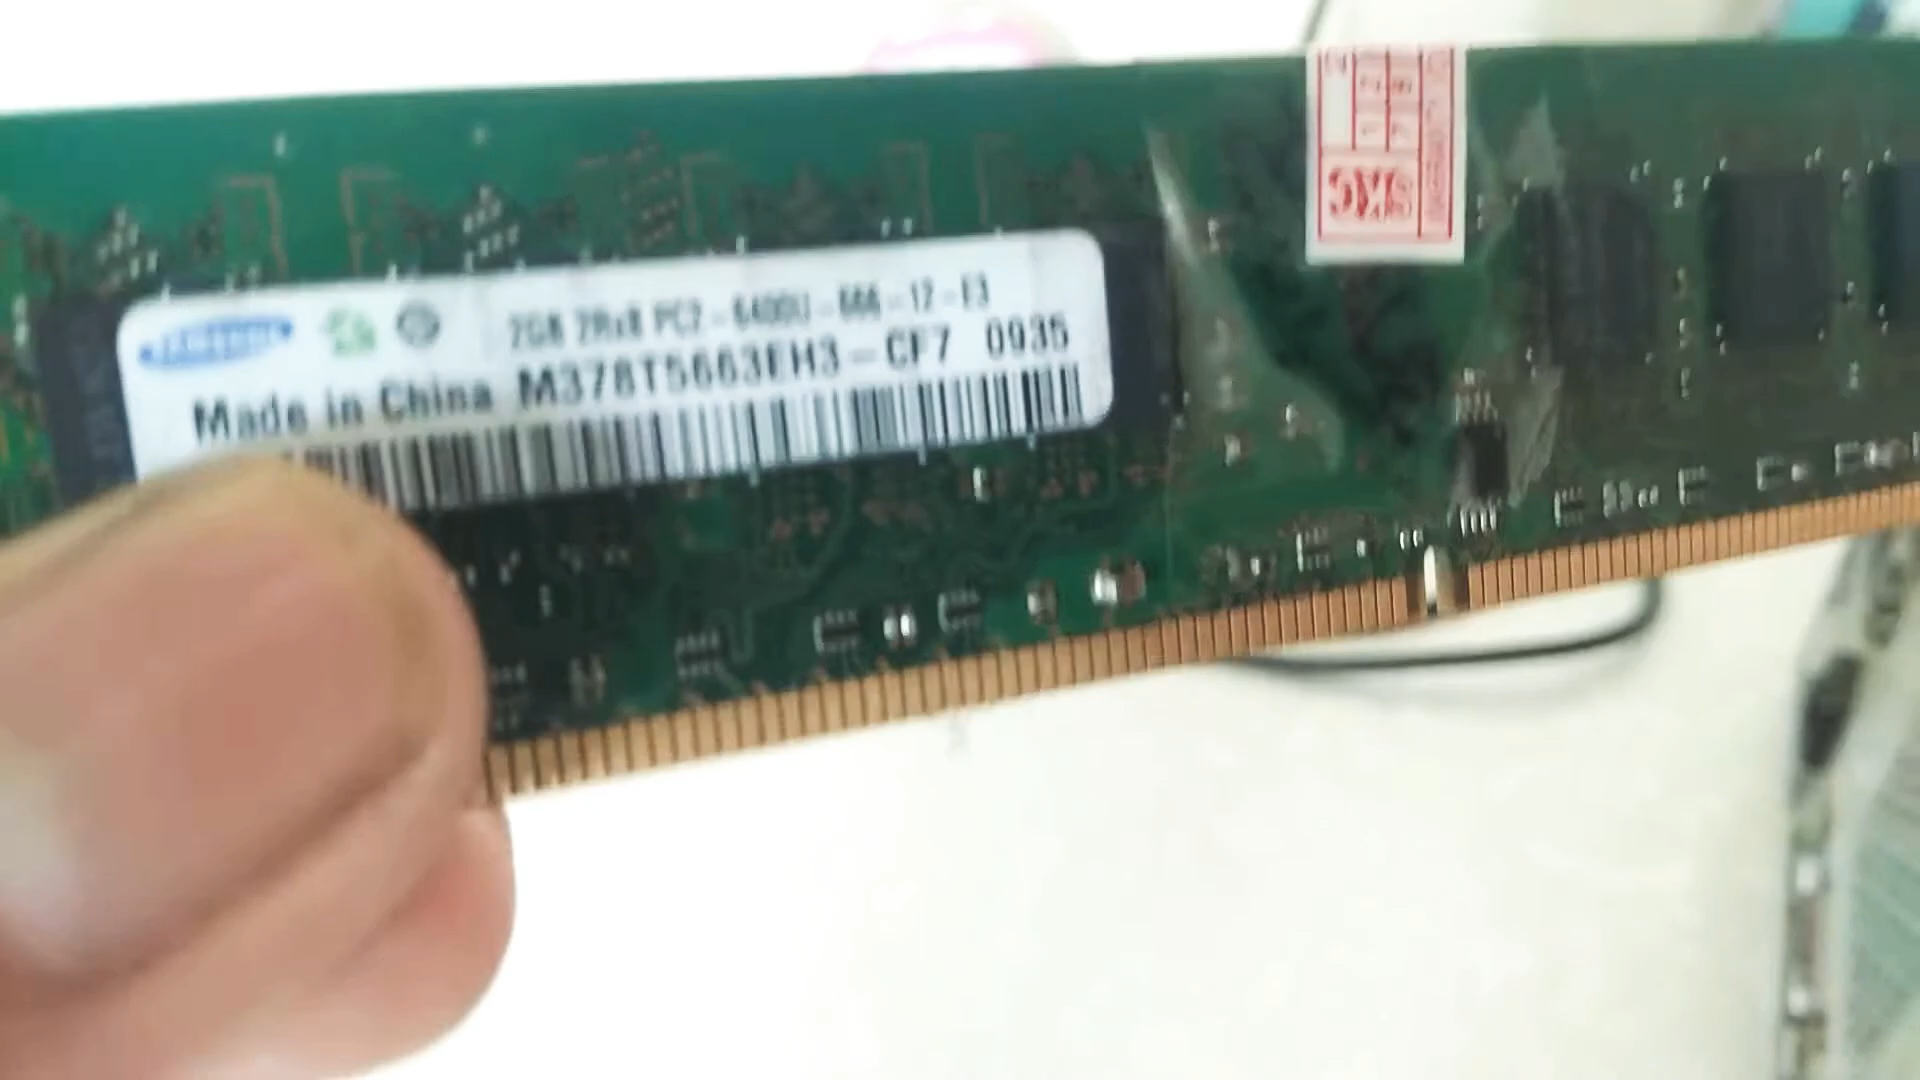 SAMSUNG
2GB 2Rx8 PC2-6400U-666-12-E3
Made in China M378T5663EH3-CF7 0935